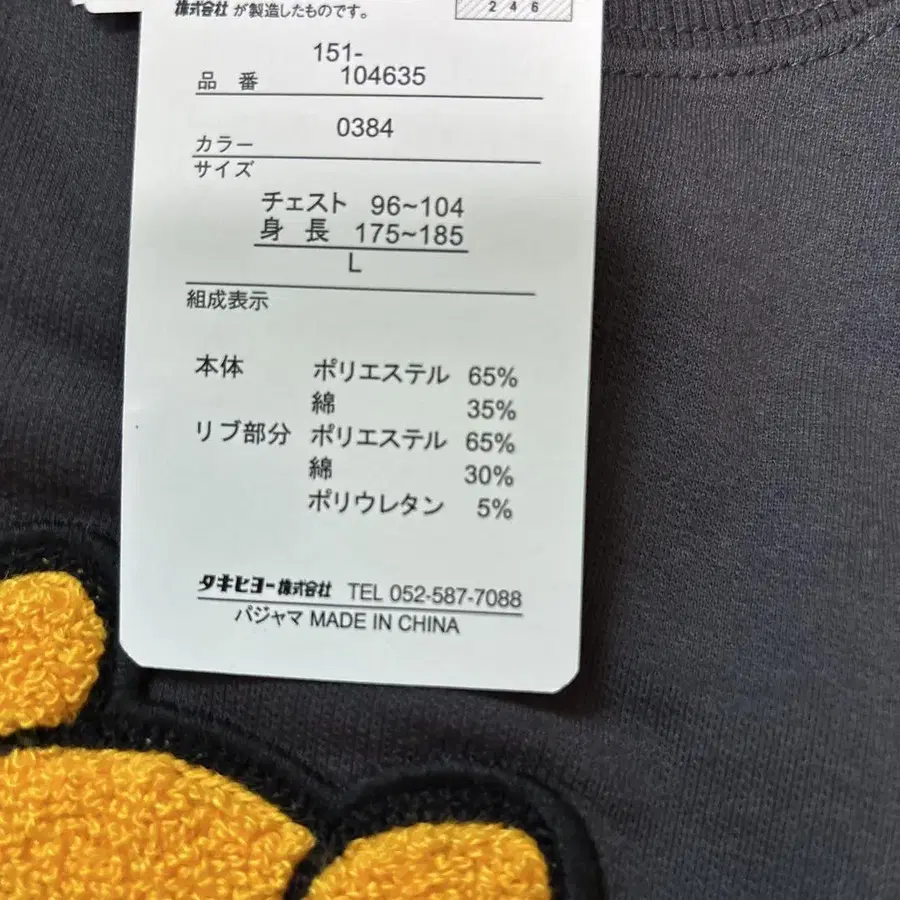 株式会社 が製造したものです。
2 4 6
151-
品 番 104635
カラー 0384
サイズ
チェスト 96~104
身 長 175~185
L
組成表示
本体 ポリエステル 65%
綿 35%
リブ部分 ポリエステル 65%
綿 30%
ポリウレタン 5%
タキヒヨー株式会社 TEL 052-587-7088
パジャマ MADE IN CHINA